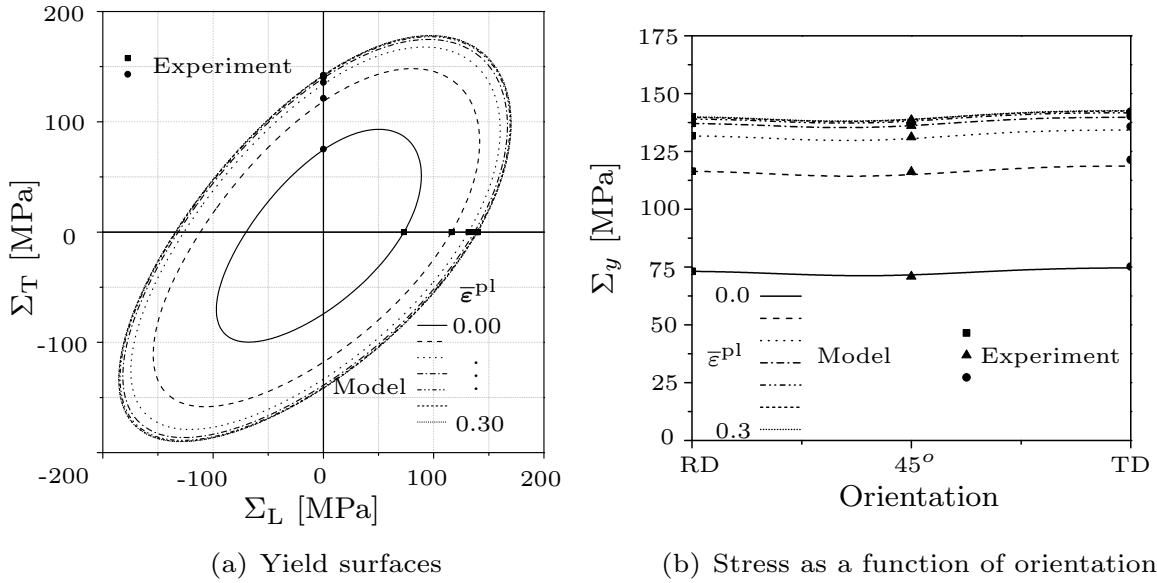 200
100
0
-100
-200
-100
0
100
200
Σ_T [MPa]
Σ_L [MPa]
Experiment
ε̅^pl
0.00
Model
0.30
(a) Yield surfaces
175
150
125
100
75
50
25
0
Σ_y [MPa]
0.0
ε̅^pl Model
Experiment
0.3
RD 45° TD
Orientation
(b) Stress as a function of orientation